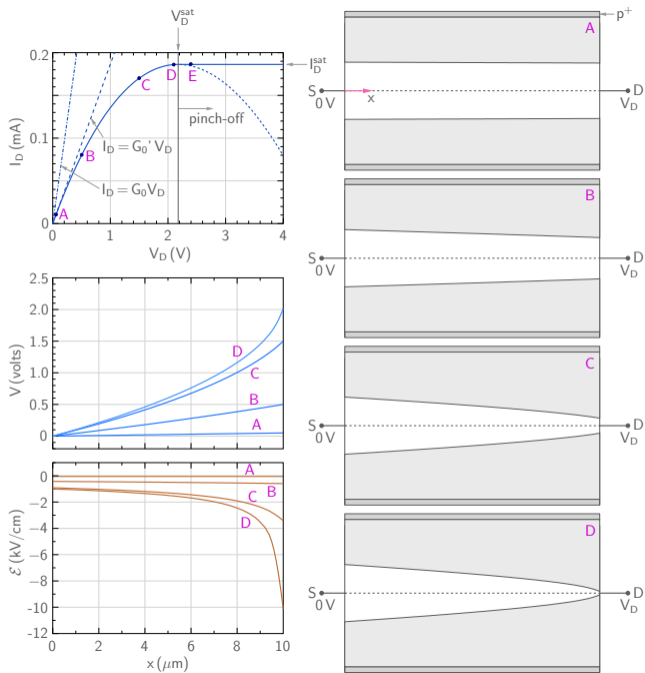 V_D^sat
0.2
0.1
0
I_D (mA)
A
B
C
D
E
I_D^sat
pinch-off
I_D = G_0' V_D
I_D = G_0 V_D
0 1 2 3 4
V_D (V)
2.5
2.0
1.5
1.0
0.5
0
V (volts)
D
C
B
A
0
−2
−4
−6
−8
−10
-12
ℰ (kV/cm)
A
B
C
D
0 2 4 6 8 10
x (μm)
p⁺
A
S
0 V
x
D
V_D
B
S
0 V
D
V_D
C
S
0 V
D
V_D
D
S
0 V
D
V_D